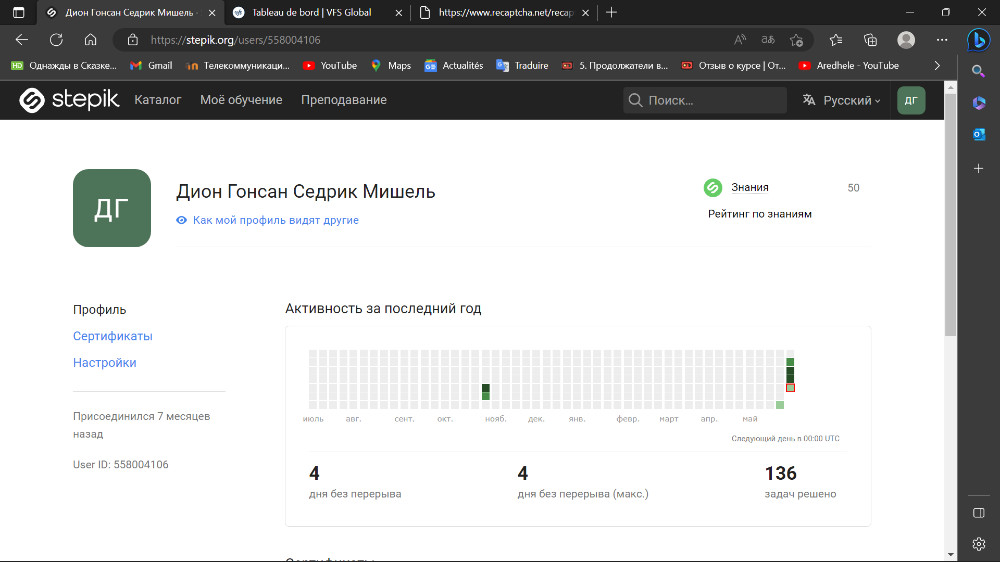 Дион Гонсан Седрик Мишель ·
Tableau de bord | VFS Global
https://www.recaptcha.net/recap
https://stepik.org/users/558004106
Однажды в Сказке...
Gmail
Телекоммуникаци...
YouTube
Maps
Actualités
Traduire
5. Продолжатели в...
Отзыв о курсе | От...
Aredhele - YouTube
stepik
Каталог
Моё обучение
Преподавание
Поиск...
Русский
ДГ
ДГ
Дион Гонсан Седрик Мишель
Как мой профиль видят другие
Знания
50
Рейтинг по знаниям
Профиль
Сертификаты
Настройки
Присоединился 7 месяцев
назад
User ID: 558004106
Активность за последний год
июль авг. сент. окт. нояб. дек. янв. февр. март апр. май
Следующий день в 00:00 UTC
4
дня без перерыва
4
дня без перерыва (макс.)
136
задач решено